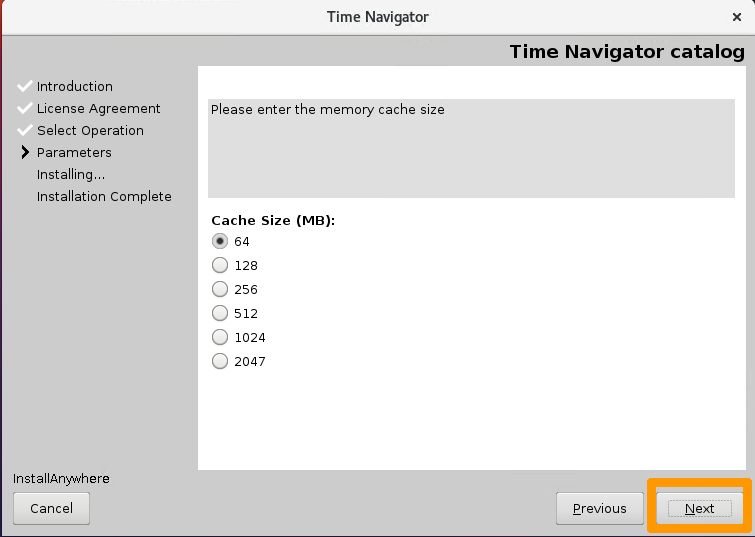 Time Navigator
Time Navigator catalog
Introduction
License Agreement
Select Operation
Parameters
Installing...
Installation Complete
Please enter the memory cache size
Cache Size (MB):
64
128
256
512
1024
2047
InstallAnywhere
Cancel
Previous
Next